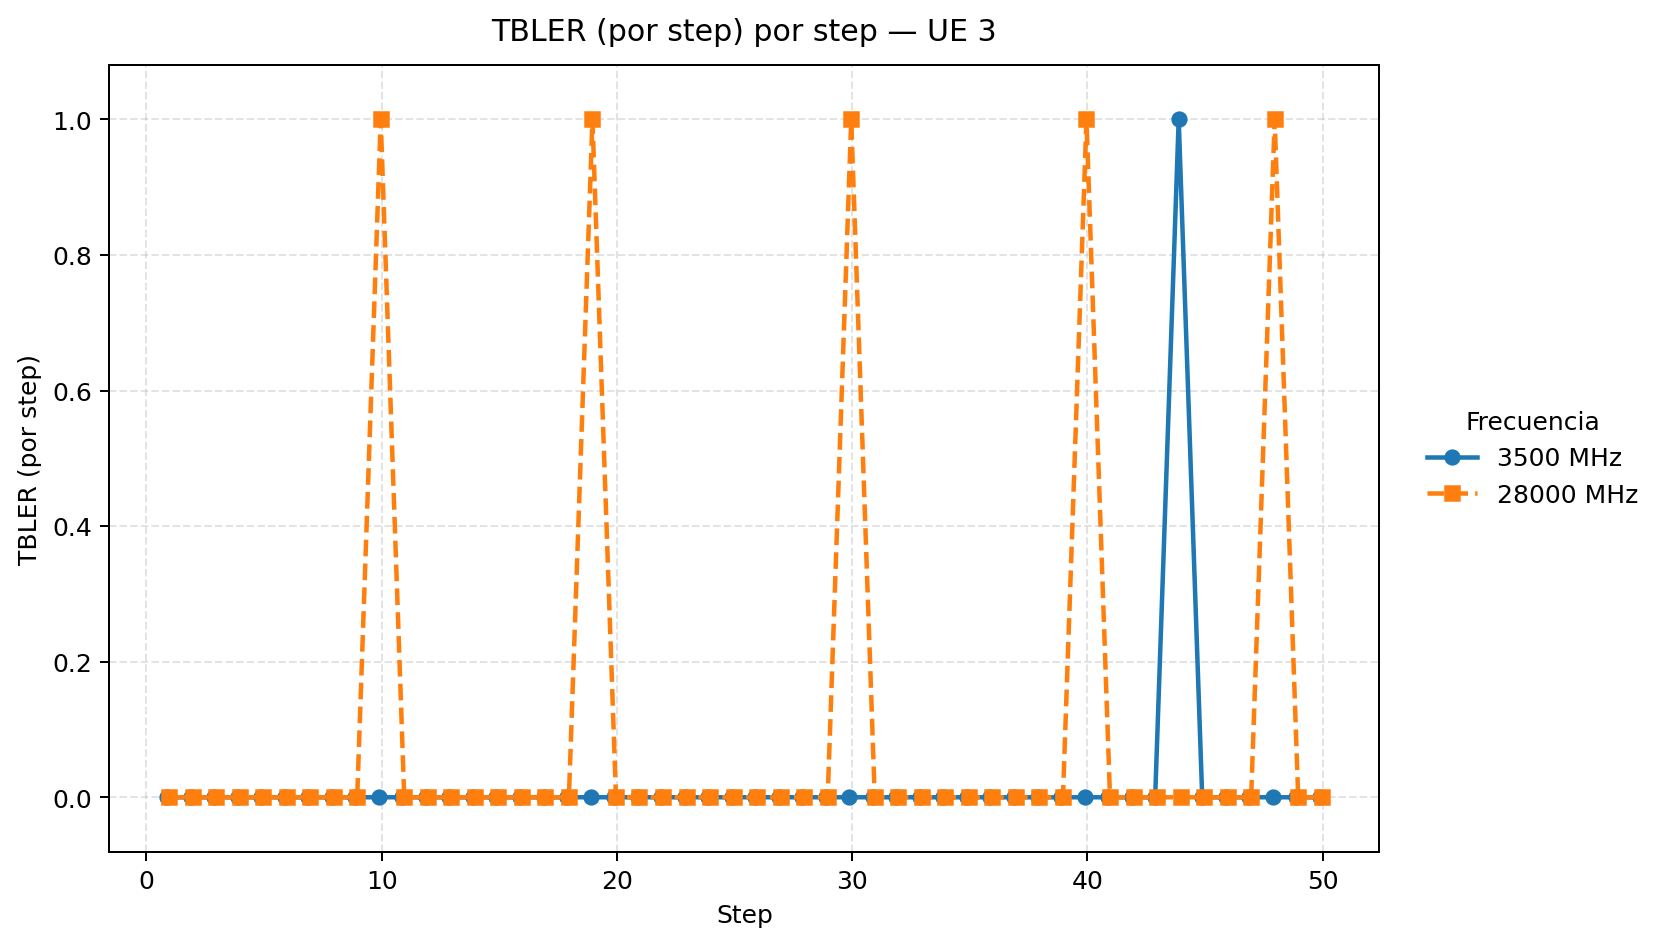 TBLER (por step) por step — UE 3
TBLER (por step)
1.0
0.8
0.6
0.4
0.2
0.0
0 10 20 30 40 50
Step
Frecuencia
3500 MHz
28000 MHz